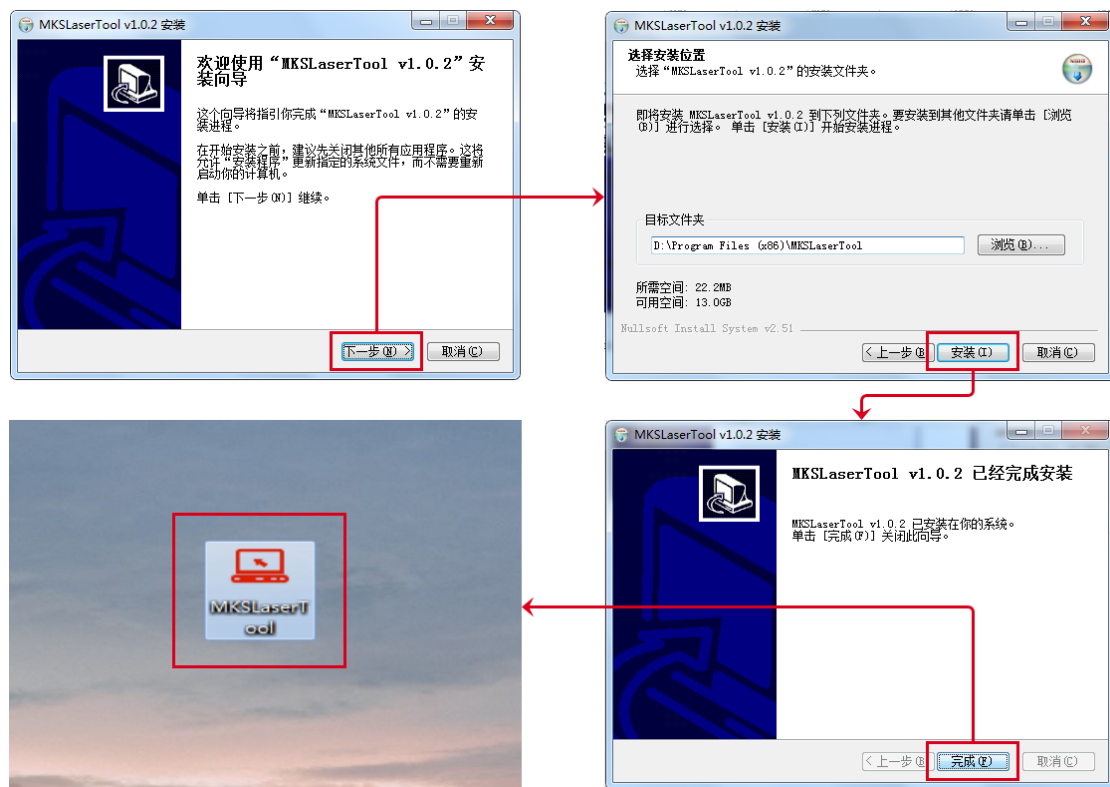 MKSLaserTool v1.0.2 安装
欢迎使用“MKSLaserTool v1.0.2”安
装向导
这个向导将指引你完成“MKSLaserTool v1.0.2”的安
装进程。
在开始安装之前，建议先关闭其他所有应用程序。这将
允许“安装程序”更新指定的系统文件，而不需要重新
启动你的计算机。
单击 [下一步(N)] 继续。
下一步(N) >
取消(C)
MKSLaserTool v1.0.2 安装
选择安装位置
选择“MKSLaserTool v1.0.2”的安装文件夹。
即将安装 MKSLaserTool v1.0.2 到下列文件夹。要安装到其他文件夹请单击 [浏览
(B)] 进行选择。 单击 [安装(I)] 开始安装进程。
目标文件夹
D:\Program Files (x86)\MKSLaserTool
浏览(B)...
所需空间: 22.2MB
可用空间: 13.0GB
Nullsoft Install System v2.51
< 上一步(B
安装(I)
取消(C)
MKSLaserTool v1.0.2 安装
MKSLaserTool v1.0.2 已经完成安装
MKSLaserTool v1.0.2 已安装在你的系统。
单击 [完成(F)] 关闭此向导。
< 上一步(B
完成(F)
取消(C)
MKSLaserT
ool